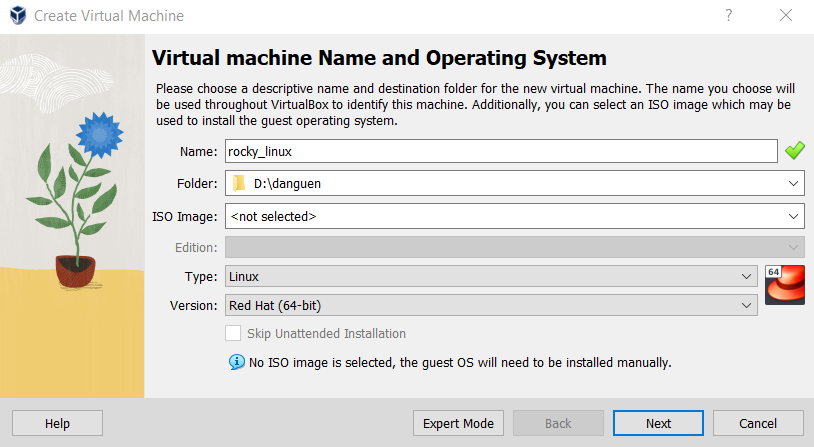 Create Virtual Machine
?
Virtual machine Name and Operating System
Please choose a descriptive name and destination folder for the new virtual machine. The name you choose will
be used throughout VirtualBox to identify this machine. Additionally, you can select an ISO image which may be
used to install the guest operating system.
Name: rocky_linux
Folder: D:\danguen
ISO Image: <not selected>
Edition:
Type: Linux
64
Version: Red Hat (64-bit)
Skip Unattended Installation
No ISO image is selected, the guest OS will need to be installed manually.
Help Expert Mode Back Next Cancel